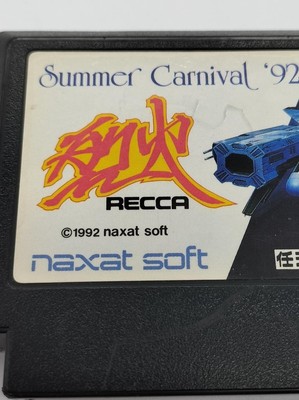 Summer Carnival '92
烈火
RECCA
©1992 naxat soft
naxat soft
任